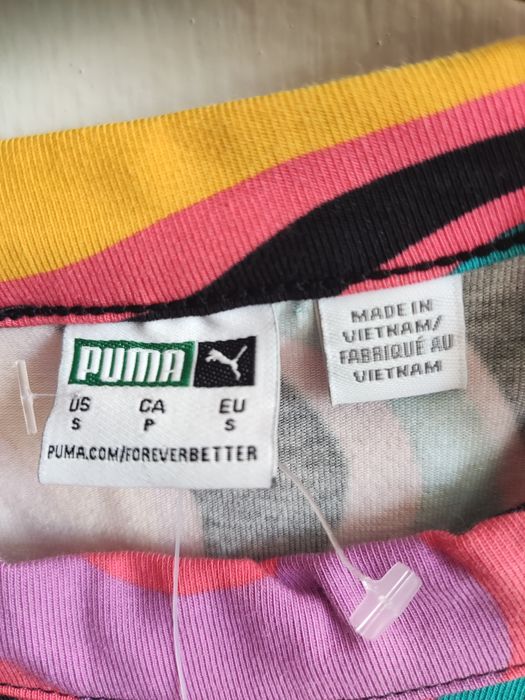 PUMA
US CA EU
S P S
PUMA.COM/FOREVERBETTER
MADE IN
VIETNAM/
FABRIQUÉ AU
VIETNAM